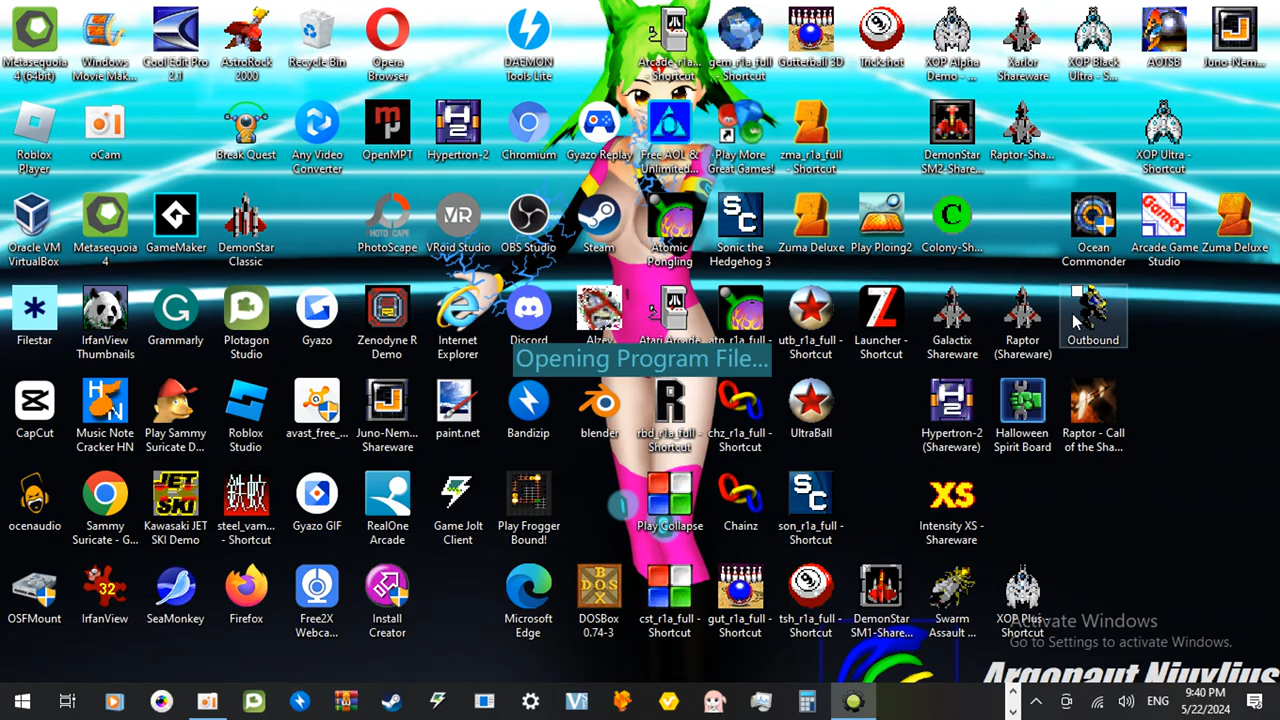 Metasequoia
4 (64bit)
Windows
Movie Mak...
Cool Edit Pro
2.1
AstroRock
2000
Recycle Bin
Opera
Browser
DAEMON
Tools Lite
Arcade_r1a...
- Shortcut
gem_r1a_full
- Shortcut
Gutterball 3D
Trickshot
XOP Alpha
Demo - ...
Xarlor
Shareware
XOP Black
Ultra - S...
AOTSB
Juno-Nem...
Roblox
Player
oCam
Break Quest
Any Video
Converter
OpenMPT
Hypertron-2
Chromium
Gyazo Replay
Free AOL &
Unlimited...
Play More
Great Games!
zma_r1a_full
- Shortcut
DemonStar
SM2-Share...
Raptor-Sha...
XOP Ultra -
Shortcut
Oracle VM
VirtualBox
Metasequoia
4
GameMaker
DemonStar
Classic
PhotoScape
VRoid Studio
OBS Studio
Steam
Atomic
Pongling
Sonic the
Hedgehog 3
Zuma Deluxe
Play Ploing2
Colony-Sh...
Ocean
Commonder
Arcade Game
Studio
Zuma Deluxe
Filestar
IrfanView
Thumbnails
Grammarly
Plotagon
Studio
Gyazo
Zenodyne R
Demo
Internet
Explorer
Discord
utb_r1a_full -
Shortcut
Launcher -
Shortcut
Galactix
Shareware
Raptor
(Shareware)
Outbound
Opening Program File...
CapCut
Music Note
Cracker HN
Play Sammy
Suricate D...
Roblox
Studio
avast_free_...
Juno-Nem...
Shareware
paint.net
Bandizip
blender
rbd_r1a_full -
Shortcut
chz_r1a_full -
Shortcut
UltraBall
Hypertron-2
(Shareware)
Halloween
Spirit Board
Raptor - Call
of the Sha...
ocenaudio
Sammy
Suricate - G...
Kawasaki JET
SKI Demo
steel_vam...
- Shortcut
Gyazo GIF
RealOne
Arcade
Game Jolt
Client
Play Frogger
Bound!
Play Collapse
Chainz
son_r1a_full -
Shortcut
Intensity XS -
Shareware
OSFMount
IrfanView
SeaMonkey
Firefox
Free2X
Webca...
Install
Creator
Microsoft
Edge
DOSBox
0.74-3
cst_r1a_full -
Shortcut
gut_r1a_full -
Shortcut
tsh_r1a_full -
Shortcut
DemonStar
SM1-Share...
Swarm
Assault ...
XOP Plus -
Shortcut
Activate Windows
Go to Settings to activate Windows.
ENG
9:40 PM
5/22/2024